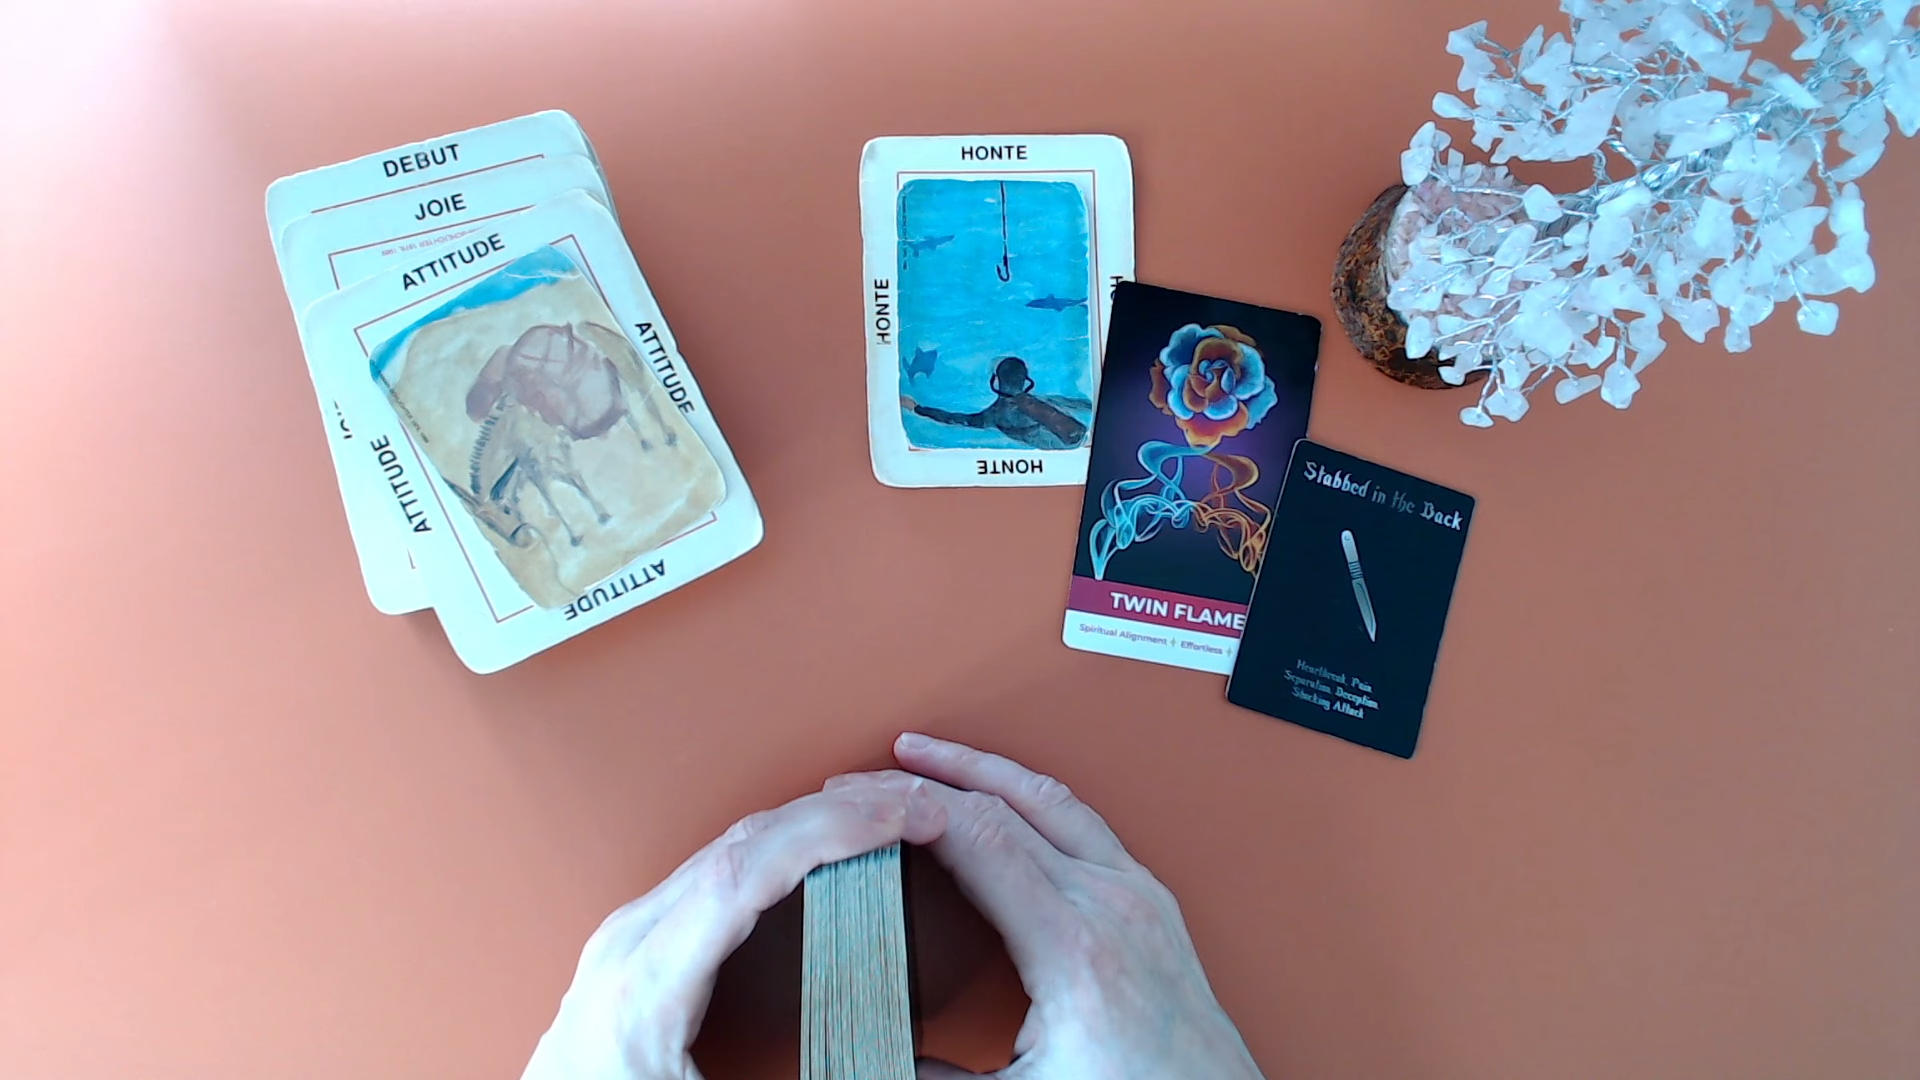 DEBUT
JOIE
ATTITUDE
ATTITUDE
ATTITUDE
ATTITUDE
HONTE
HONTE
HONTE
TWIN FLAME
Spiritual Alignment Effortless
Stabbed in the Back
Heartbreak, Pain
Separation, Deception,
Shocking Attack